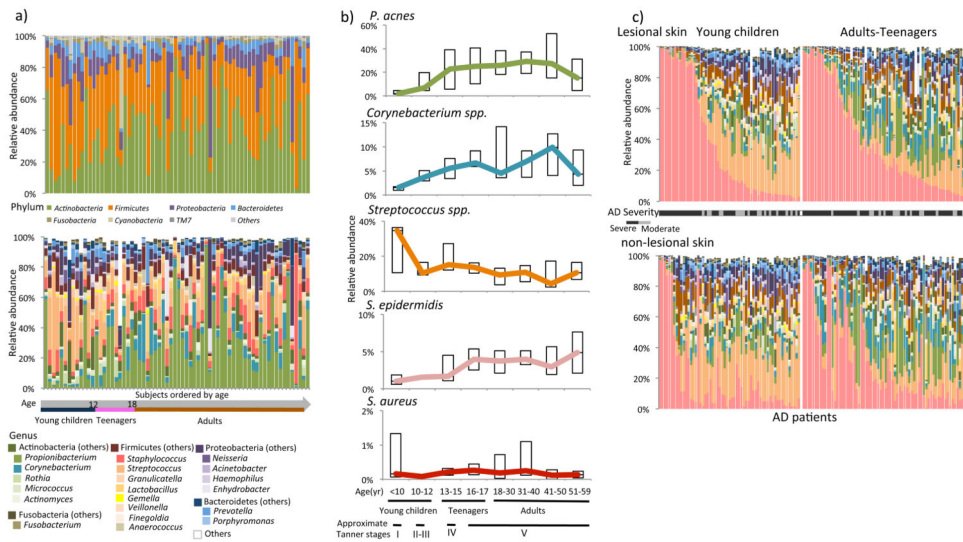 a)
100%
80%
60%
40%
20%
0%
Relative abundance
Phylum
Actinobacteria
Firmicutes
Proteobacteria
Bacteroidetes
Fusobacteria
Cyanobacteria
TM7
Others
100%
80%
60%
40%
20%
0%
Relative abundance
Subjects ordered by age
Age 12 18
Young children Teenagers Adults
Genus
Actinobacteria (others)
Propionibacterium
Corynebacterium
Rothia
Micrococcus
Actinomyces
Fusobacteria (others)
Fusobacterium
Firmicutes (others)
Staphylococcus
Streptococcus
Granulicatella
Lactobacillus
Gemella
Veillonella
Finegoldia
Anaerococcus
Proteobacteria (others)
Neisseria
Acinetobacter
Haemophilus
Enhydrobacter
Bacteroidetes (others)
Prevotella
Porphyromonas
Others
b)
P. acnes
60%
40%
20%
0%
Corynebacterium spp.
15%
10%
5%
0%
Streptococcus spp.
40%
20%
0%
Relative abundance
S. epidermidis
10%
5%
0%
S. aureus
2%
1%
0%
Age(yr) <10 10-12 13-15 16-17 18-30 31-40 41-50 51-59
Young children Teenagers Adults
Approximate
Tanner stages I II-III IV V
c)
Lesional skin Young children Adults-Teenagers
100%
80%
60%
40%
20%
0%
Relative abundance
AD Severity
Severe Moderate
non-lesional skin
100%
80%
60%
40%
20%
0%
Relative abundance
AD patients